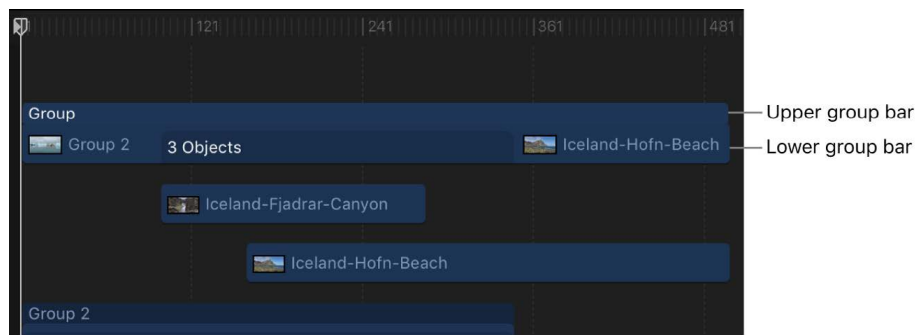 121 241 361 481
Group
Upper group bar
Group 2 3 Objects Iceland-Hofn-Beach
Lower group bar
Iceland-Fjadrar-Canyon
Iceland-Hofn-Beach
Group 2